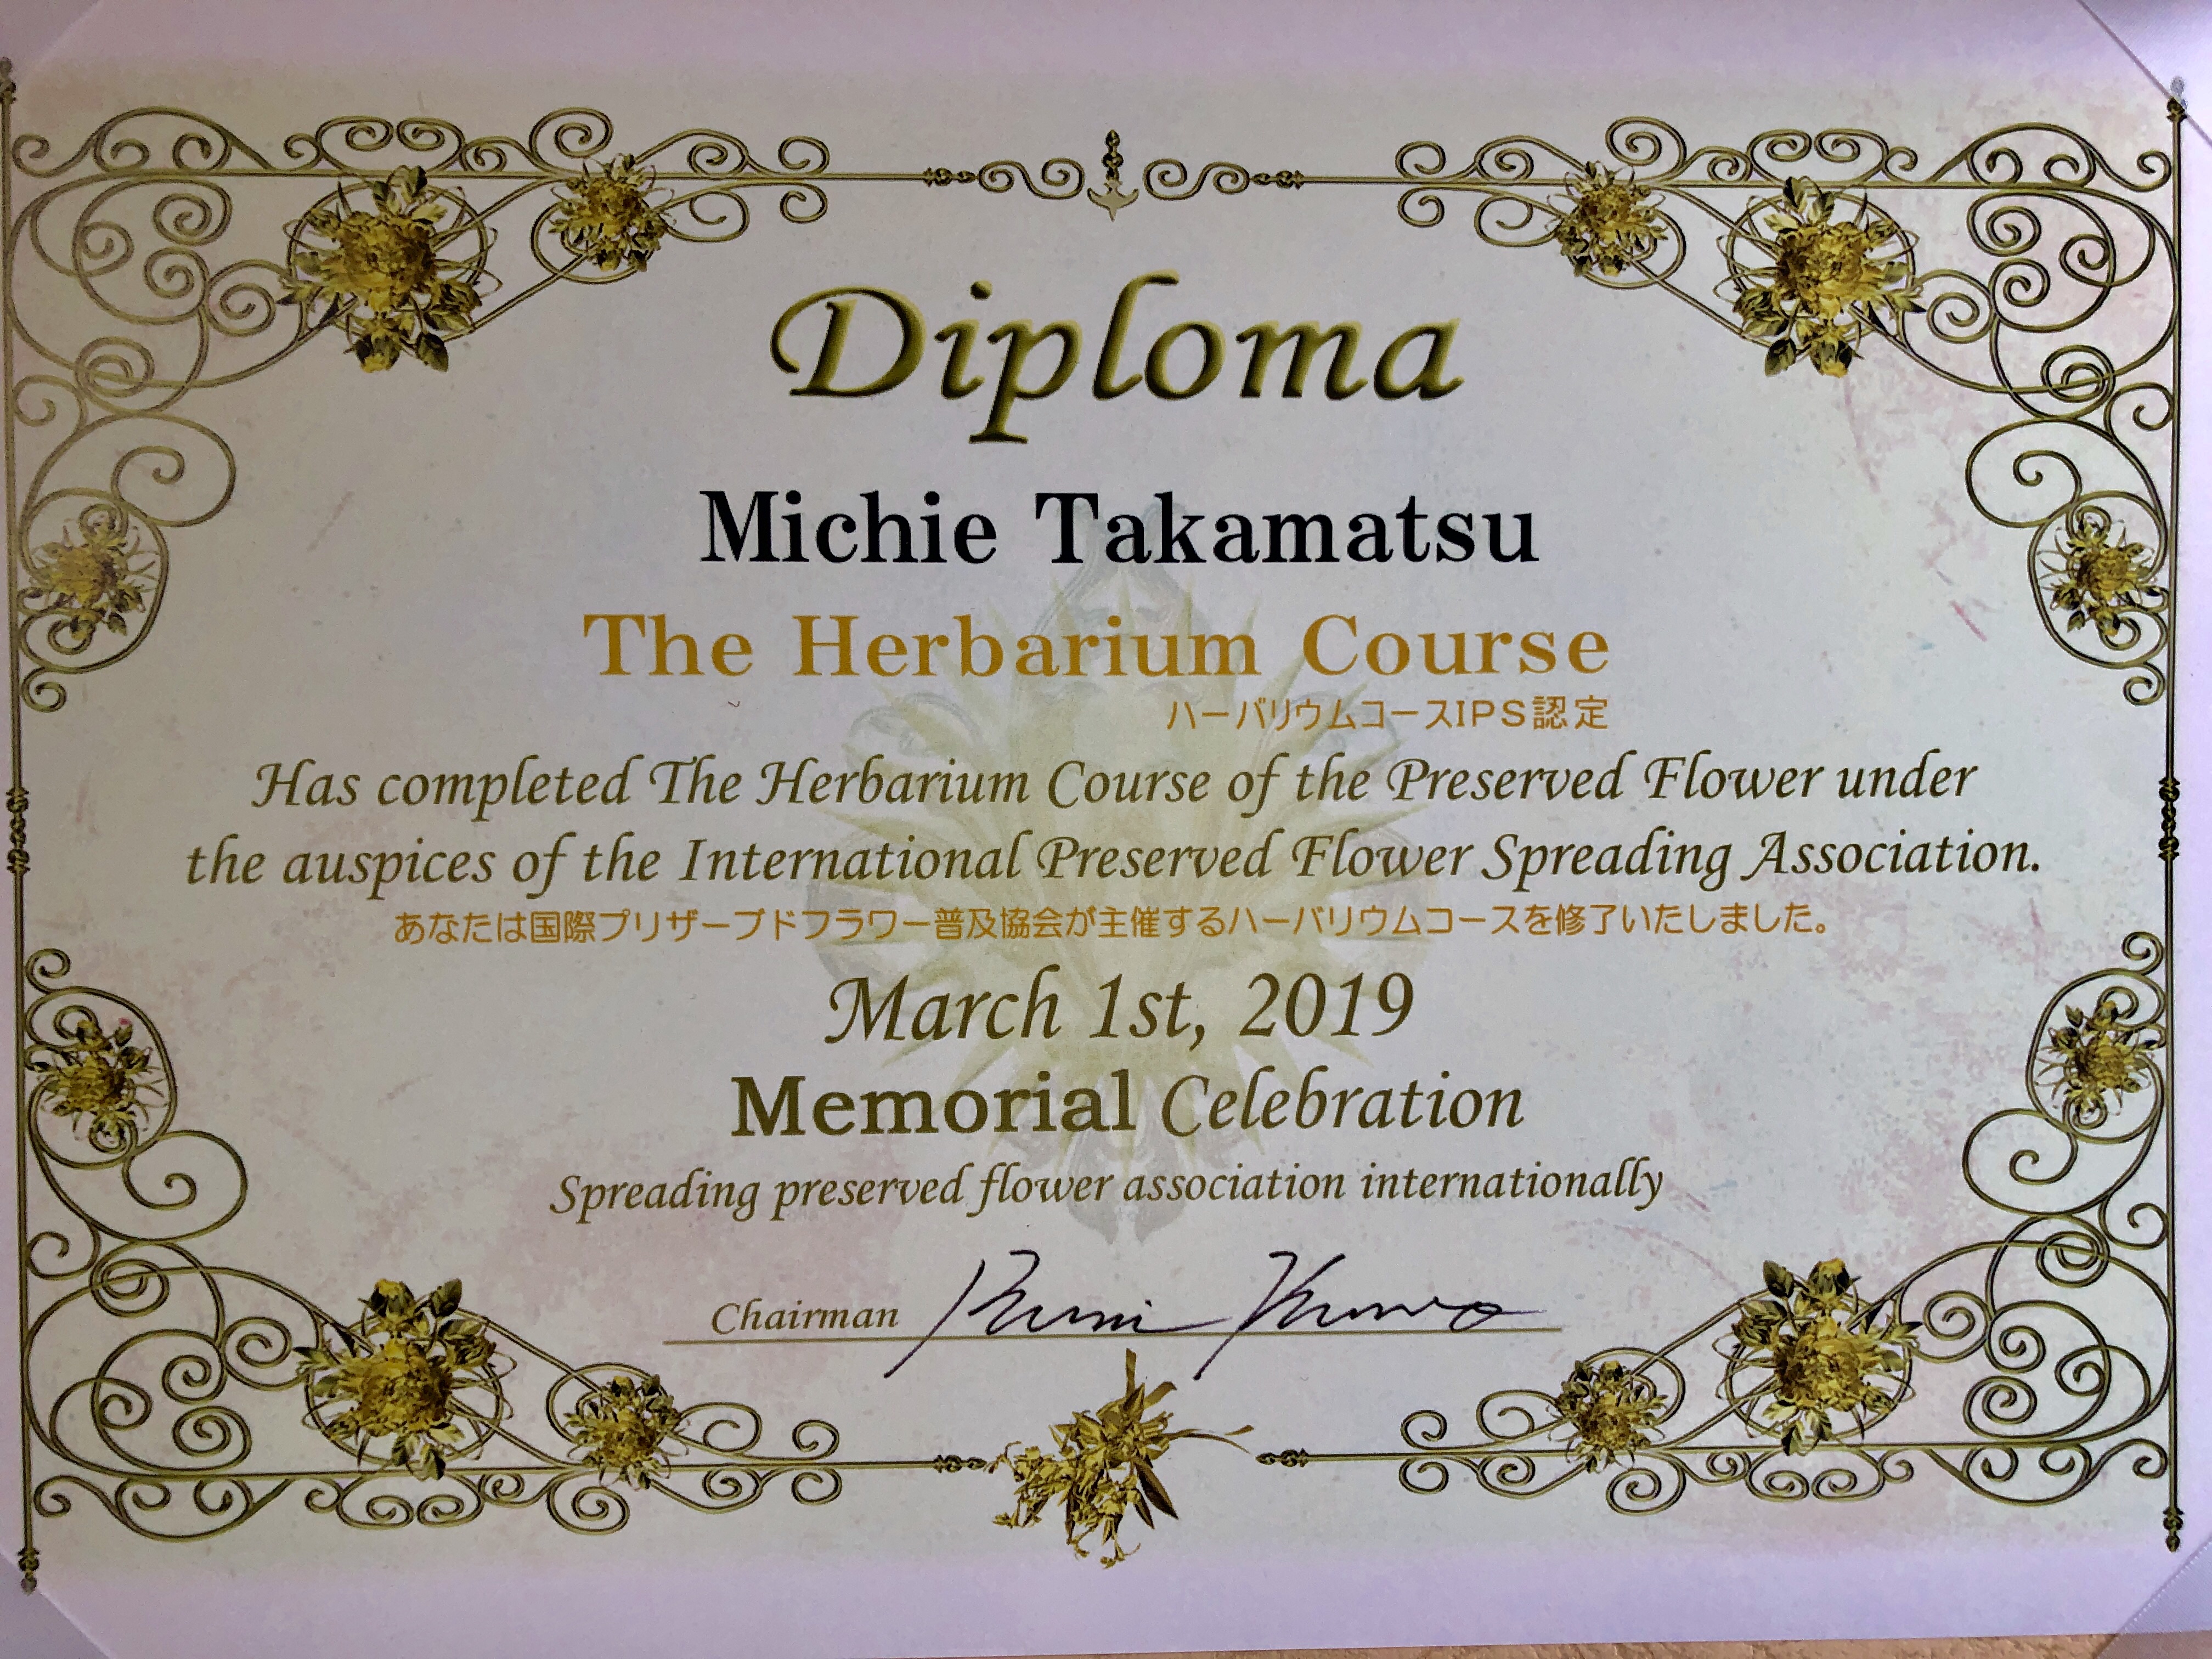 Diploma
Michie Takamatsu
The Herbarium Course
ハーバリウムコースIPS認定
Has completed The Herbarium Course of the Preserved Flower under
the auspices of the International Preserved Flower Spreading Association.
あなたは国際プリザーブドフラワー普及協会が主催するハーバリウムコースを修了いたしました。
March 1st, 2019
Memorial Celebration
Spreading preserved flower association internationally
Chairman